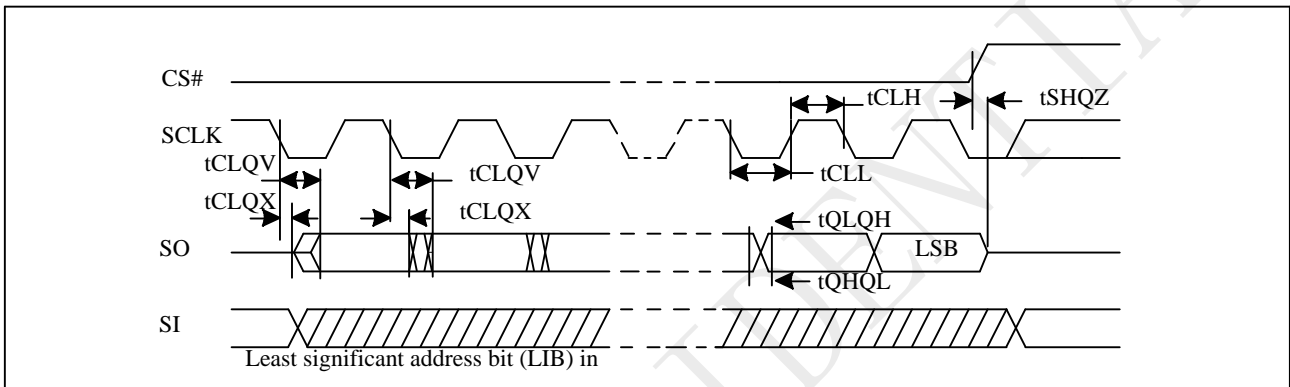 CS#
tCLH
tSHQZ
SCLK
tCLQV
tCLQV
tCLL
tCLQX
tCLQX
tQLQH
SO
LSB
tQHQL
SI
Least significant address bit (LIB) in